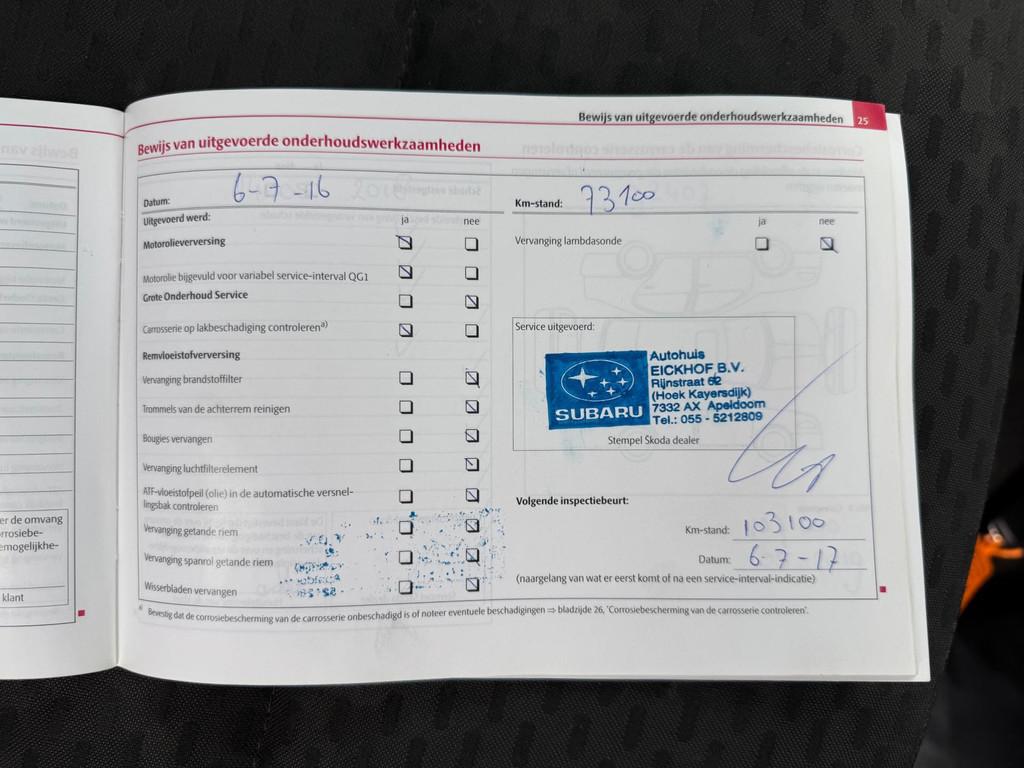 Bewijs van uitgevoerde onderhoudswerkzaamheden 25
Bewijs van uitgevoerde onderhoudswerkzaamheden
Datum: 6-7-16
Km-stand: 73100
Uitgevoerd werd: ja nee
ja nee
Motorolieverversing
Vervanging lambdasonde
Motorolie bijgevuld voor variabel service-interval QG1
Grote Onderhoud Service
Carrosserie op lakbeschadiging controlerenᵃ⁾
Remvloeistofverversing
Vervanging brandstoffilter
Trommels van de achterrem reinigen
Bougies vervangen
Vervanging luchtfilterelement
ATF-vloeistofpeil (olie) in de automatische versnel-
lingsbak controleren
Vervanging getande riem
Vervanging spanrol getande riem
Wisserbladen vervangen
Service uitgevoerd:
SUBARU
Autohuis
EICKHOF B.V.
Rijnstraat 62
(Hoek Kayersdijk)
7332 AX Apeldoorn
Tel.: 055 - 5212809
Stempel Škoda dealer
Volgende inspectiebeurt:
Km-stand: 103100
Datum: 6-7-17
(naargelang van wat er eerst komt of na een service-interval-indicatie)
ᵃ⁾ Bevestig dat de corrosiebescherming van de carrosserie onbeschadigd is of noteer eventuele beschadigingen ⇒ bladzijde 26, 'Corrosiebescherming van de carrosserie controleren'.
er de omvang
rrosiebe-
emogelijkhe-
klant